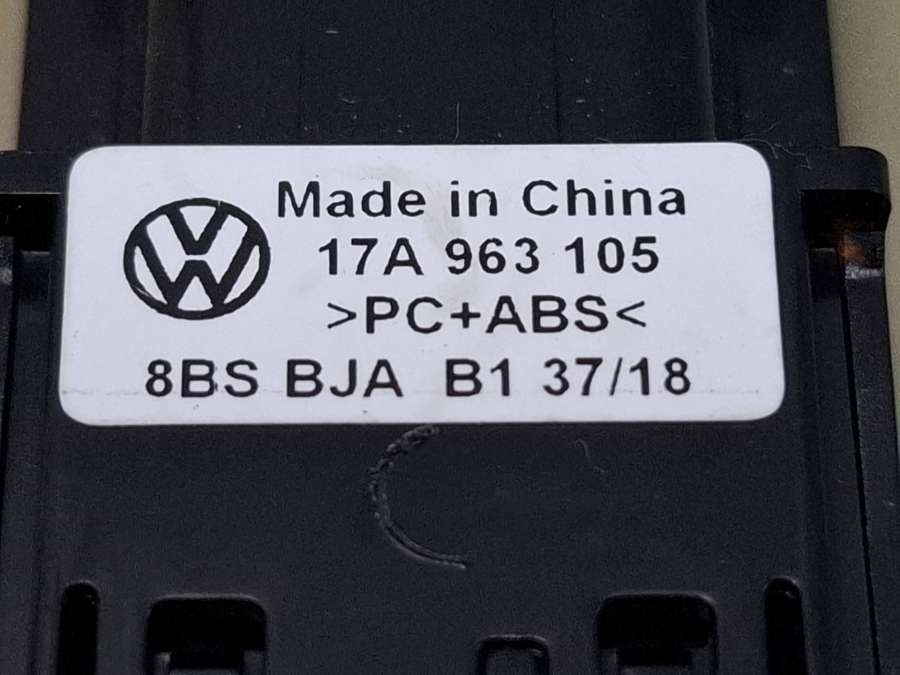 Made in China
17A 963 105
>PC+ABS<
8BS BJA B1 37/18